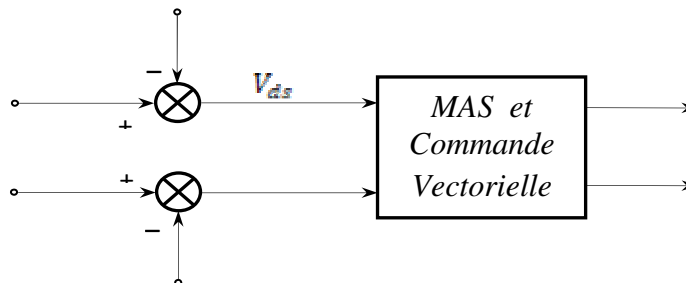 −
V_ds
+
+
−
MAS et
Commande
Vectorielle